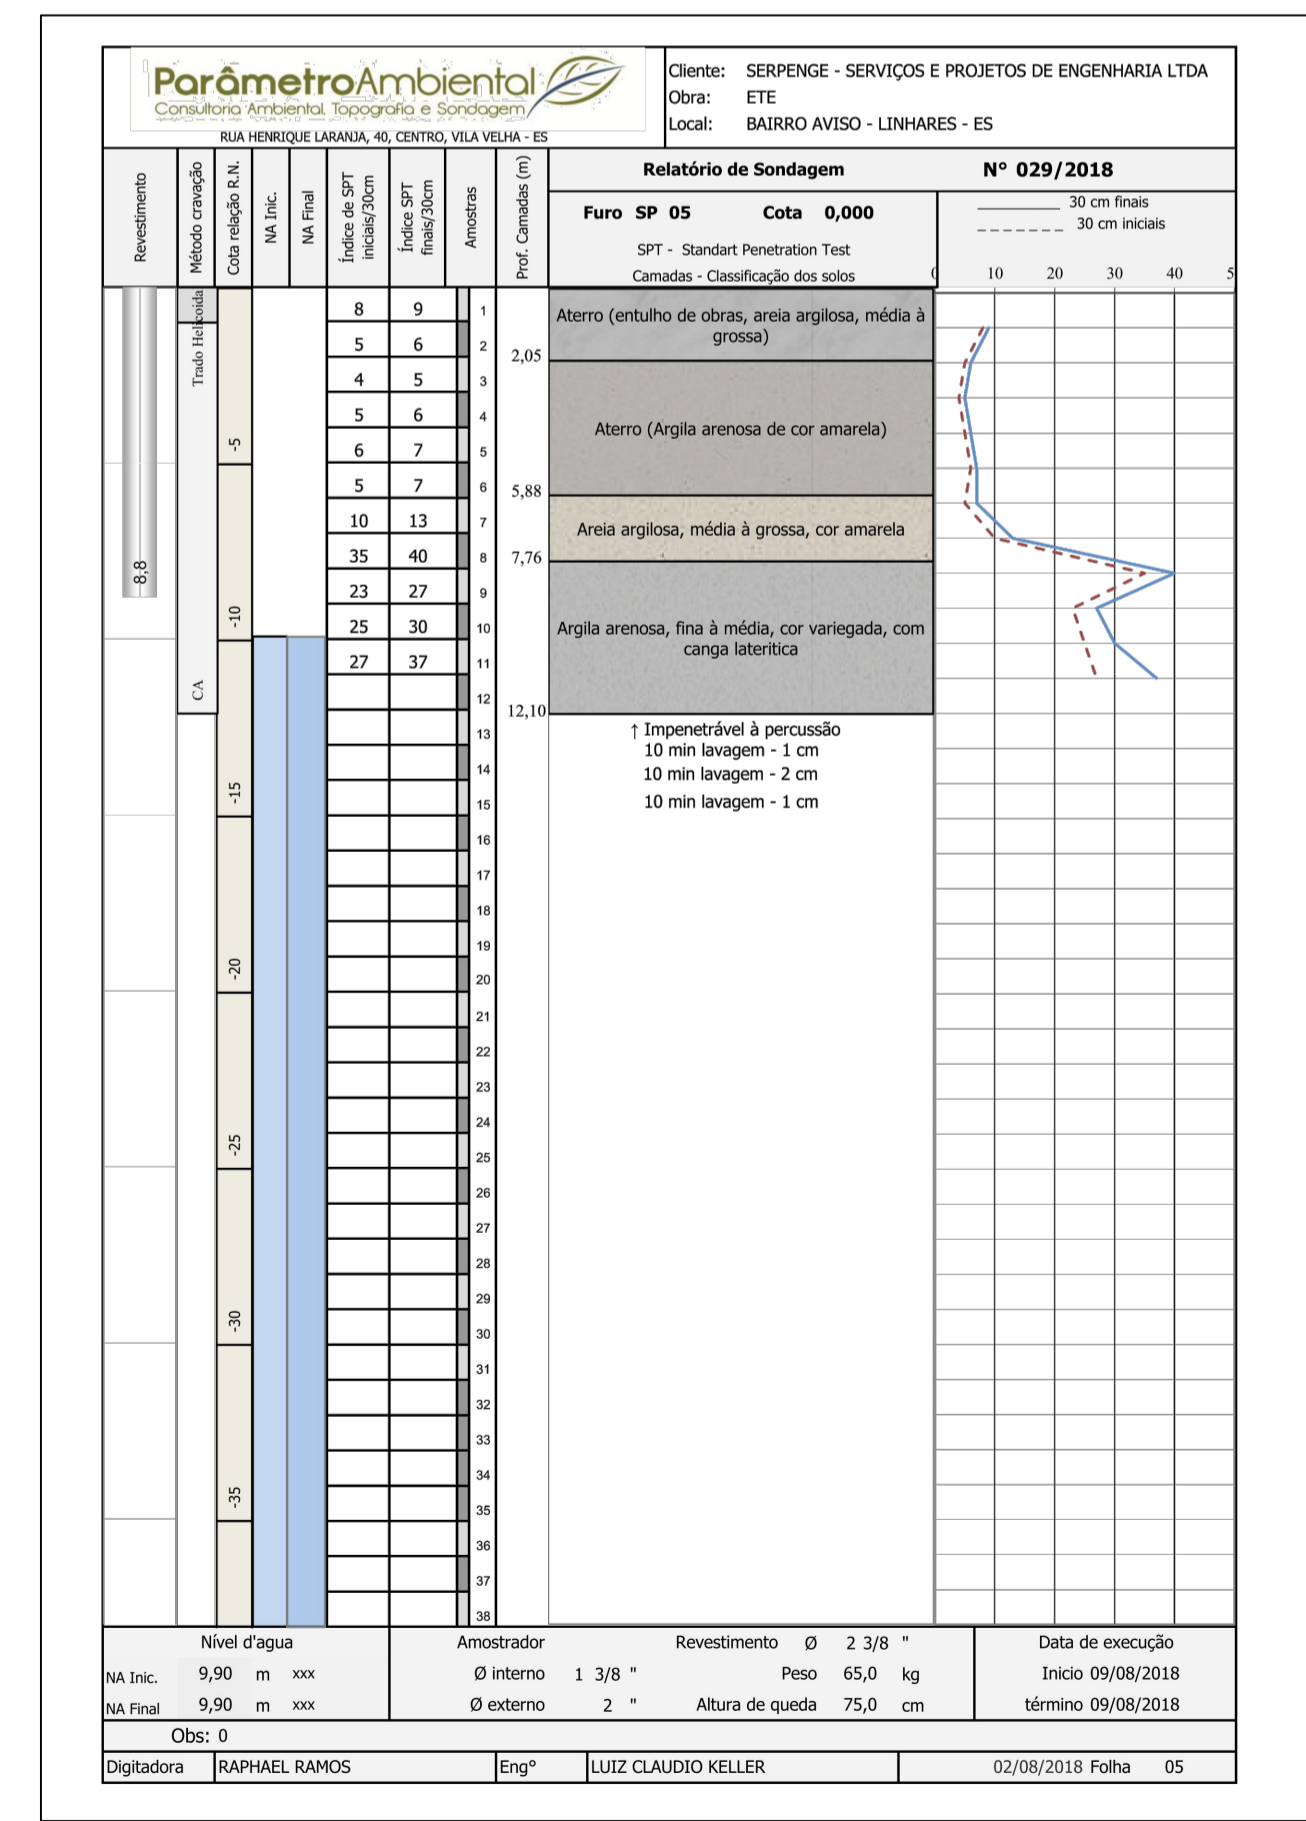 ParâmetroAmbiental
Consultoria Ambiental, Topografia e Sondagem
RUA HENRIQUE LARANJA, 40, CENTRO, VILA VELHA - ES
Cliente: SERPENGE - SERVIÇOS E PROJETOS DE ENGENHARIA LTDA
Obra: ETE
Local: BAIRRO AVISO - LINHARES - ES
Revestimento
Método cravação
Cota relação R.N.
NA Inic.
NA Final
Índice de SPT iniciais/30cm
Índice SPT finais/30cm
Amostras
Prof. Camadas (m)
Relatório de Sondagem N° 029/2018
Furo SP 05 Cota 0,000
SPT - Standart Penetration Test
Camadas - Classificação dos solos
30 cm finais
30 cm iniciais
0 10 20 30 40 5
Trado Helicoida
CA
8,8
-5
-10
-15
-20
-25
-30
-35
8 9 1
5 6 2
4 5 3
5 6 4
6 7 5
5 7 6
10 13 7
35 40 8
23 27 9
25 30 10
27 37 11
12
13
14
15
16
17
18
19
20
21
22
23
24
25
26
27
28
29
30
31
32
33
34
35
36
37
38
2,05
5,88
7,76
12,10
Aterro (entulho de obras, areia argilosa, média à
grossa)
Aterro (Argila arenosa de cor amarela)
Areia argilosa, média à grossa, cor amarela
Argila arenosa, fina à média, cor variegada, com
canga lateritica
↑ Impenetrável à percussão
10 min lavagem - 1 cm
10 min lavagem - 2 cm
10 min lavagem - 1 cm
Nível d'agua
NA Inic. 9,90 m xxx
NA Final 9,90 m xxx
Amostrador
Ø interno 1 3/8 "
Ø externo 2 "
Revestimento Ø 2 3/8 "
Peso 65,0 kg
Altura de queda 75,0 cm
Data de execução
Inicio 09/08/2018
término 09/08/2018
Obs: 0
Digitadora RAPHAEL RAMOS Eng° LUIZ CLAUDIO KELLER 02/08/2018 Folha 05